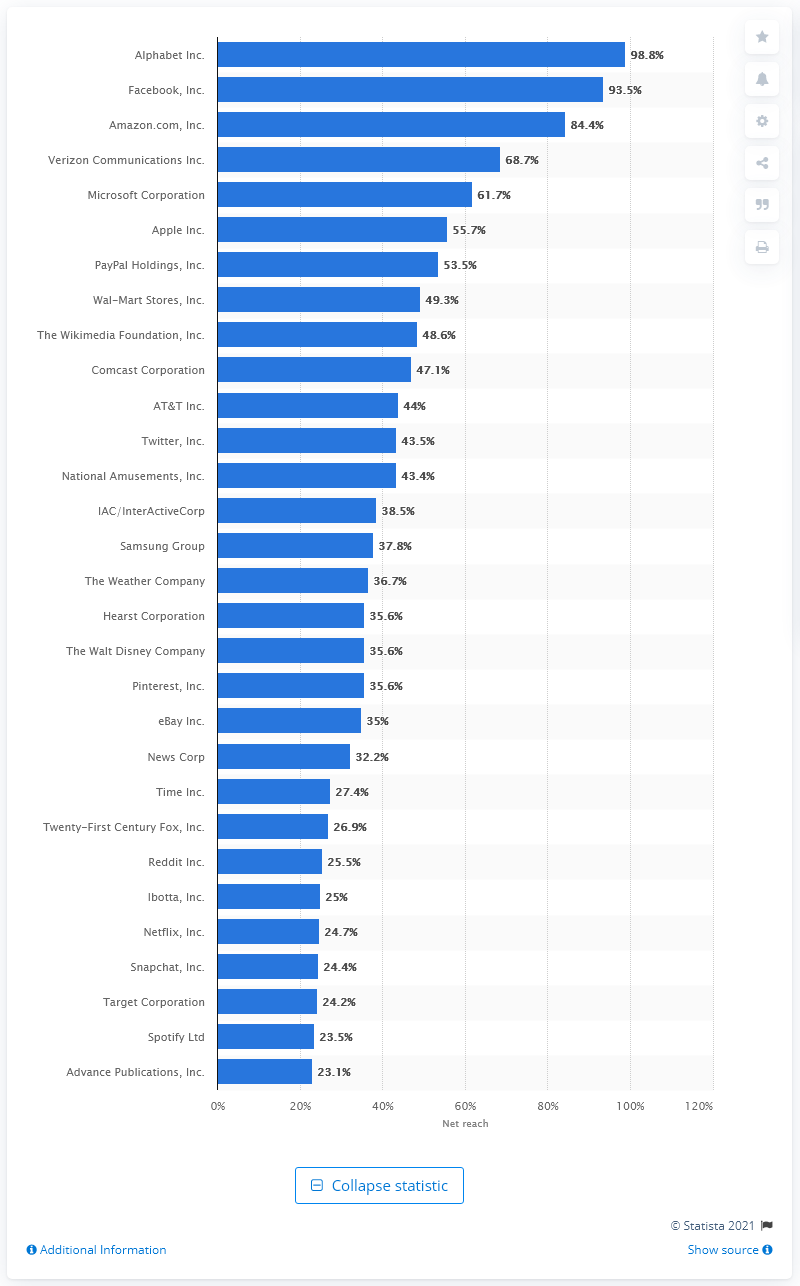 Alphabet Inc. 98.8%
Facebook, Inc. 93.5%
Amazon.com, Inc. 84.4%
Verizon Communications Inc. 68.7%
Microsoft Corporation 61.7%
Apple Inc. 55.7%
PayPal Holdings, Inc. 53.5%
Wal-Mart Stores, Inc. 49.3%
The Wikimedia Foundation, Inc. 48.6%
Comcast Corporation 47.1%
AT&T Inc. 44%
Twitter, Inc. 43.5%
National Amusements, Inc. 43.4%
IAC/InterActiveCorp 38.5%
Samsung Group 37.8%
The Weather Company 36.7%
Hearst Corporation 35.6%
The Walt Disney Company 35.6%
Pinterest, Inc. 35.6%
eBay Inc. 35%
News Corp 32.2%
Time Inc. 27.4%
Twenty-First Century Fox, Inc. 26.9%
Reddit Inc. 25.5%
Ibotta, Inc. 25%
Netflix, Inc. 24.7%
Snapchat, Inc. 24.4%
Target Corporation 24.2%
Spotify Ltd 23.5%
Advance Publications, Inc. 23.1%
0% 20% 40% 60% 80% 100% 120%
Net reach
Collapse statistic
© Statista 2021
Additional Information Show source